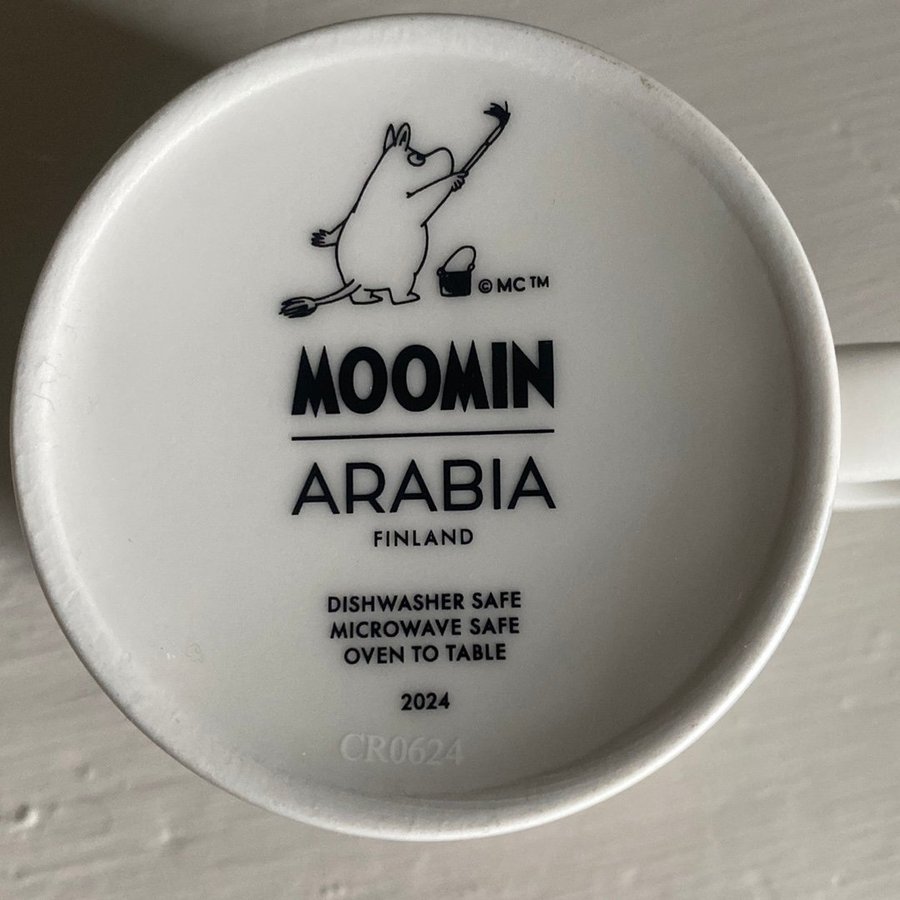 © MC ™
MOOMIN
ARABIA
FINLAND
DISHWASHER SAFE
MICROWAVE SAFE
OVEN TO TABLE
2024
CR0624